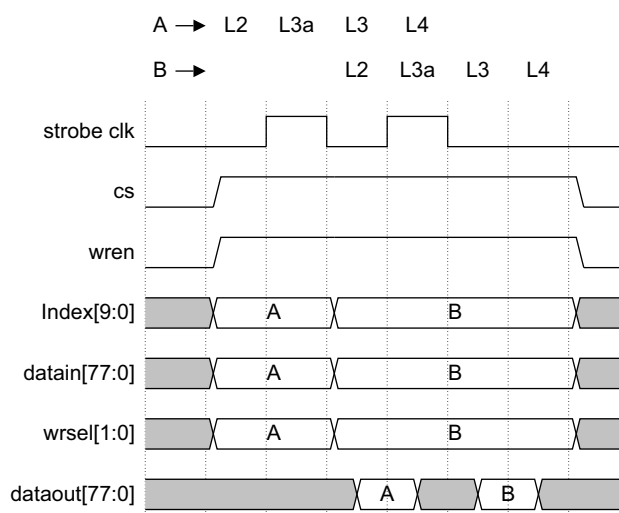 A → L2 L3a L3 L4
B → L2 L3a L3 L4
strobe clk
cs
wren
Index[9:0] A B
datain[77:0] A B
wrsel[1:0] A B
dataout[77:0] A B